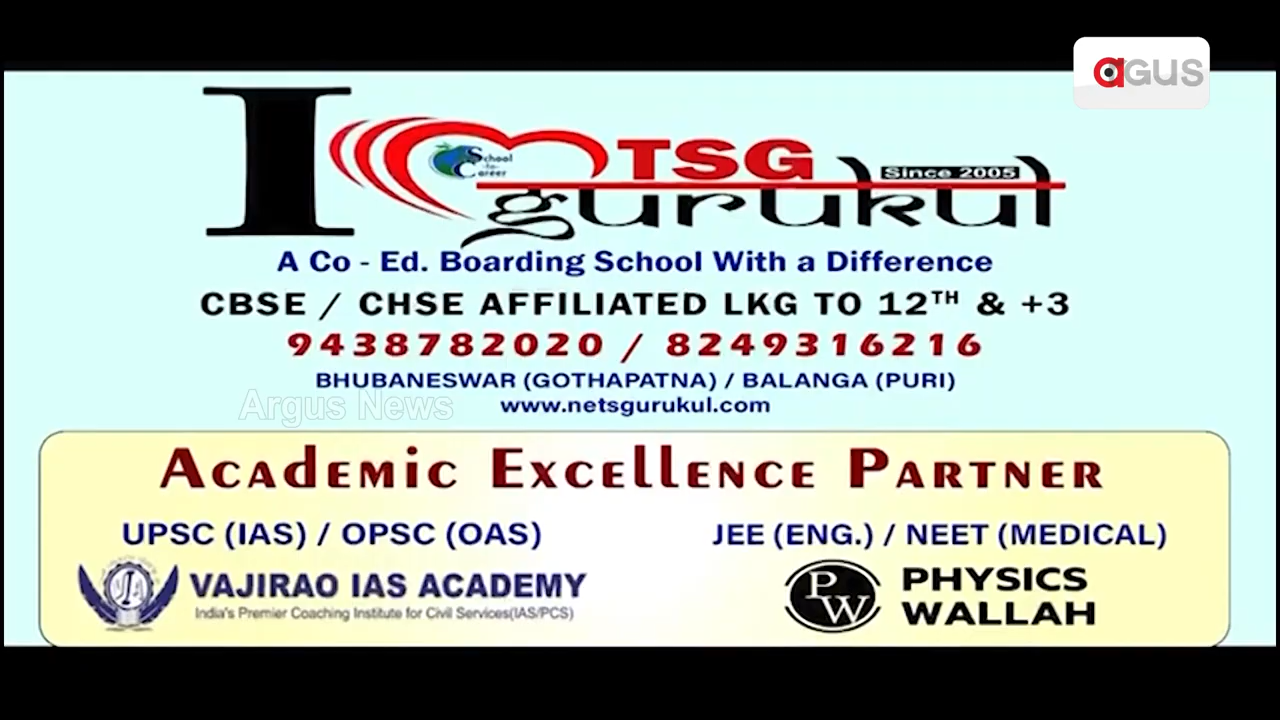 argus
I TSG
School -to- Career
Since 2005
gurukul
A Co - Ed. Boarding School With a Difference
CBSE / CHSE AFFILIATED LKG TO 12TH & +3
9438782020 / 8249316216
BHUBANESWAR (GOTHAPATNA) / BALANGA (PURI)
Argus News
www.netsgurukul.com
Academic Excellence Partner
UPSC (IAS) / OPSC (OAS) JEE (ENG.) / NEET (MEDICAL)
VIA VAJIRAO IAS ACADEMY
India's Premier Coaching Institute for Civil Services(IAS/PCS)
PW PHYSICS
WALLAH